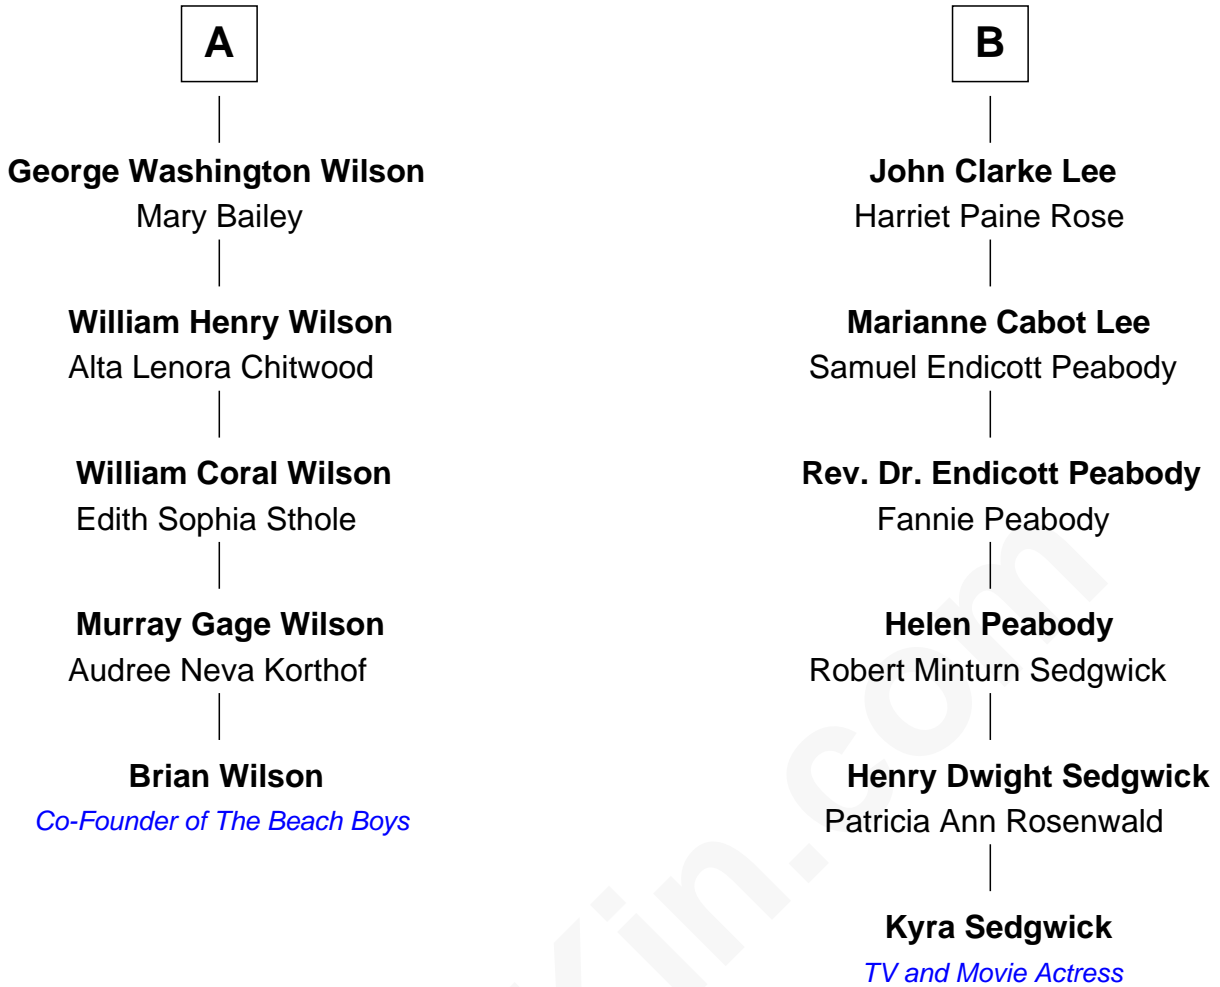 A
George Washington Wilson
Mary Bailey
William Henry Wilson
Alta Lenora Chitwood
William Coral Wilson
Edith Sophia Sthole
Murray Gage Wilson
Audree Neva Korthof
Brian Wilson
Co-Founder of The Beach Boys
B
John Clarke Lee
Harriet Paine Rose
Marianne Cabot Lee
Samuel Endicott Peabody
Rev. Dr. Endicott Peabody
Fannie Peabody
Helen Peabody
Robert Minturn Sedgwick
Henry Dwight Sedgwick
Patricia Ann Rosenwald
Kyra Sedgwick
TV and Movie Actress